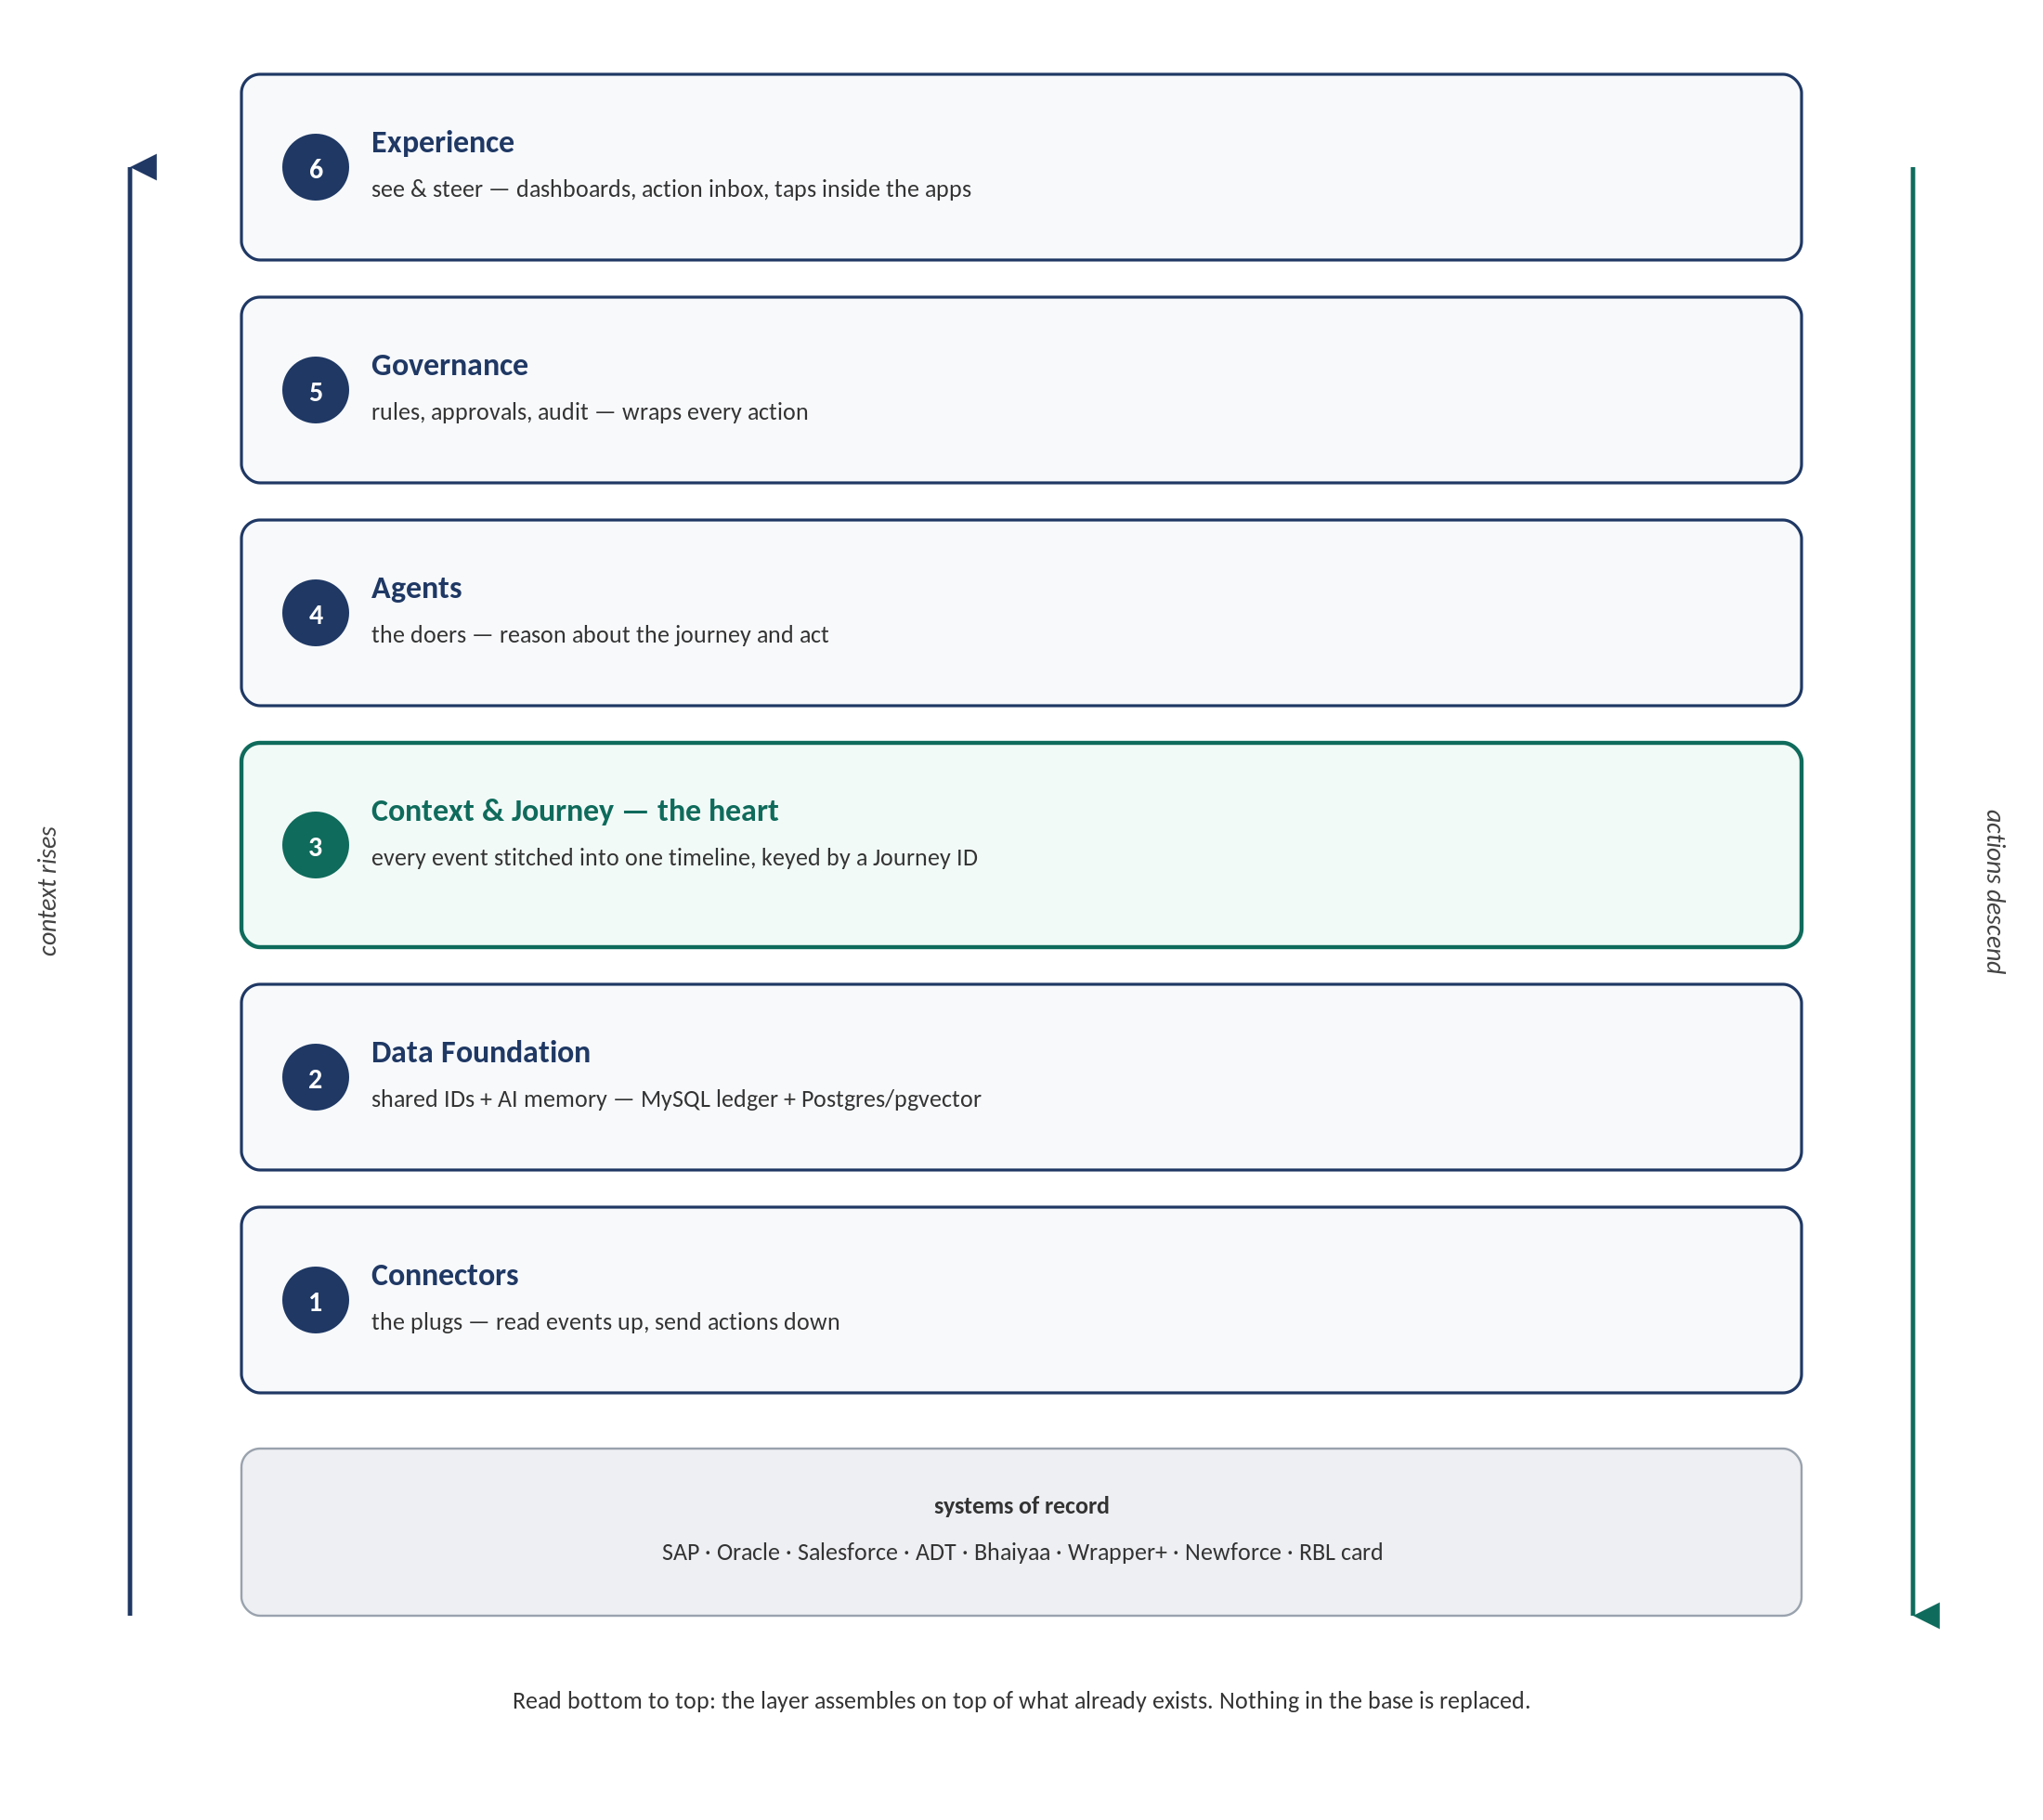 6
Experience
see & steer — dashboards, action inbox, taps inside the apps
5
Governance
rules, approvals, audit — wraps every action
4
Agents
the doers — reason about the journey and act
3
Context & Journey — the heart
every event stitched into one timeline, keyed by a Journey ID
context rises
actions descend
2
Data Foundation
shared IDs + AI memory — MySQL ledger + Postgres/pgvector
1
Connectors
the plugs — read events up, send actions down
systems of record
SAP · Oracle · Salesforce · ADT · Bhaiyaa · Wrapper+ · Newforce · RBL card
Read bottom to top: the layer assembles on top of what already exists. Nothing in the base is replaced.